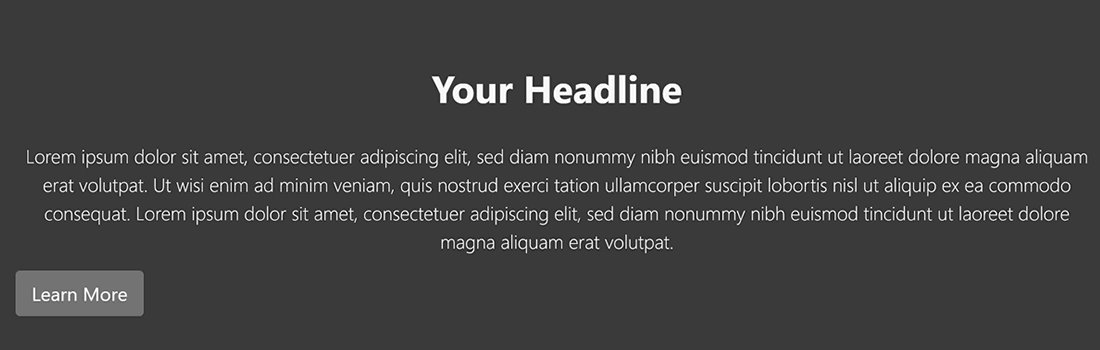 Your Headline
Lorem ipsum dolor sit amet, consectetuer adipiscing elit, sed diam nonummy nibh euismod tincidunt ut laoreet dolore magna aliquam
erat volutpat. Ut wisi enim ad minim veniam, quis nostrud exerci tation ullamcorper suscipit lobortis nisl ut aliquip ex ea commodo
consequat. Lorem ipsum dolor sit amet, consectetuer adipiscing elit, sed diam nonummy nibh euismod tincidunt ut laoreet dolore
magna aliquam erat volutpat.
Learn More